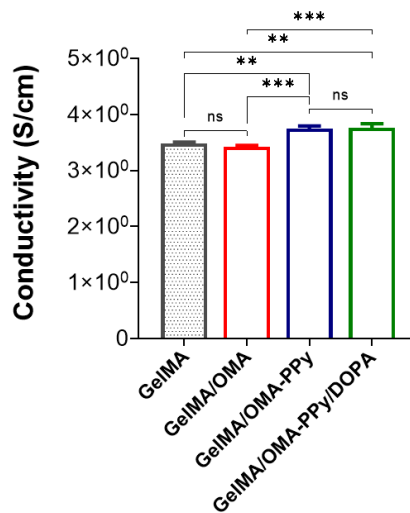 ***
**
**
***
ns
ns
Conductivity (S/cm)
5×10⁰
4×10⁰
3×10⁰
2×10⁰
1×10⁰
0
GelMA
GelMA/OMA
GelMA/OMA-PPy
GelMA/OMA-PPy/DOPA